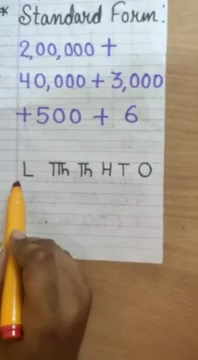 * Standard Form:
2,00,000 +
40,000 + 3,000
+500 + 6
L TTh Th H T O